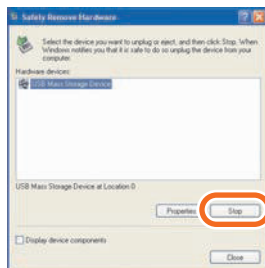 Safely Remove Hardware
Select the device you want to unplug or eject, and then click Stop. When
Windows notifies you that it is safe to do so unplug the device from your
computer.
Hardware devices:
USB Mass Storage Device
USB Mass Storage Device at Location 0
Properties
Stop
Display device components
Close